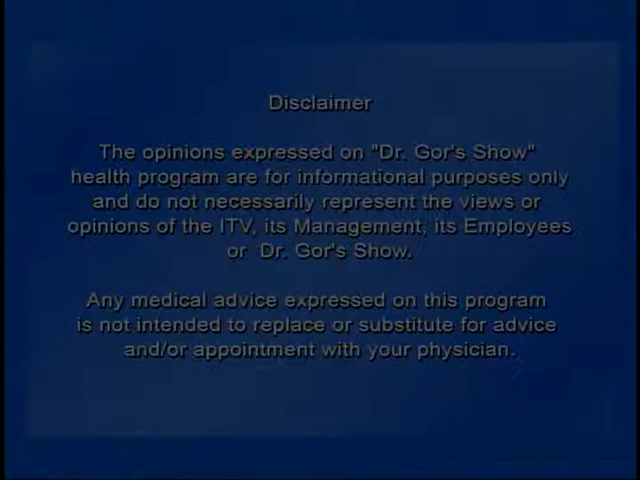 Disclaimer
The opinions expressed on "Dr. Gor's Show"
health program are for informational purposes only
and do not necessarily represent the views or
opinions of the ITV, its Management, its Employees
or Dr. Gor's Show.
Any medical advice expressed on this program
is not intended to replace or substitute for advice
and/or appointment with your physician.